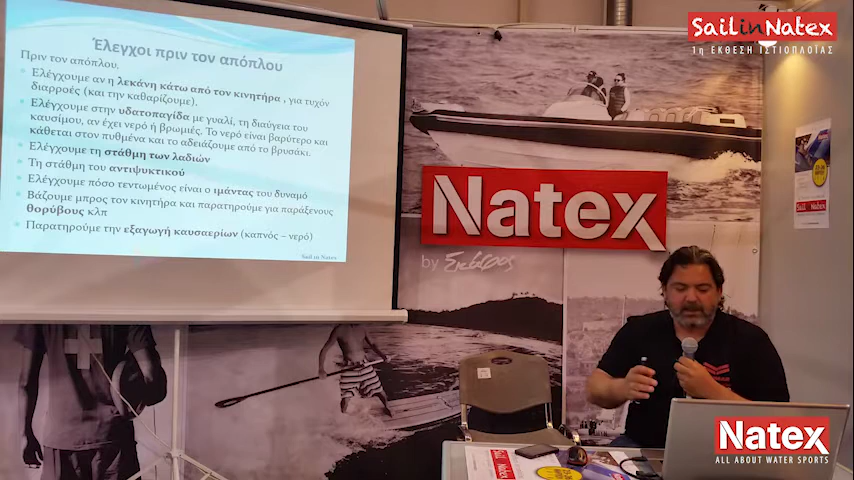 Έλεγχοι πριν τον απόπλου
Πριν τον απόπλου.
Ελέγχουμε αν η λεκάνη κάτω από τον κινητήρα , για τυχόν
διαρροές (και την καθαρίζουμε).
Ελέγχουμε στην υδατοπαγίδα με γυαλί, τη διαύγεια του
καυσίμου, αν έχει νερό ή βρωμιές. Το νερό είναι βαρύτερο και
κάθεται στον πυθμένα και το αδειάζουμε από το βρυσάκι.
Ελέγχουμε τη στάθμη των λαδιών
Τη στάθμη του αντιψυκτικού
Ελέγχουμε πόσο τεντωμένος είναι ο ιμάντας του δυναμό
Βάζουμε μπρος τον κινητήρα και παρατηρούμε για παράξενους
θορύβους κλπ
Παρατηρούμε την εξαγωγή καυσαερίων (καπνός – νερό)
Sail in Natex
SailinNatex
1η ΕΚΘΕΣΗ ΙΣΤΙΟΠΛΟΪΑΣ
Natex
by Σκάφος
Natex
ALL ABOUT WATER SPORTS